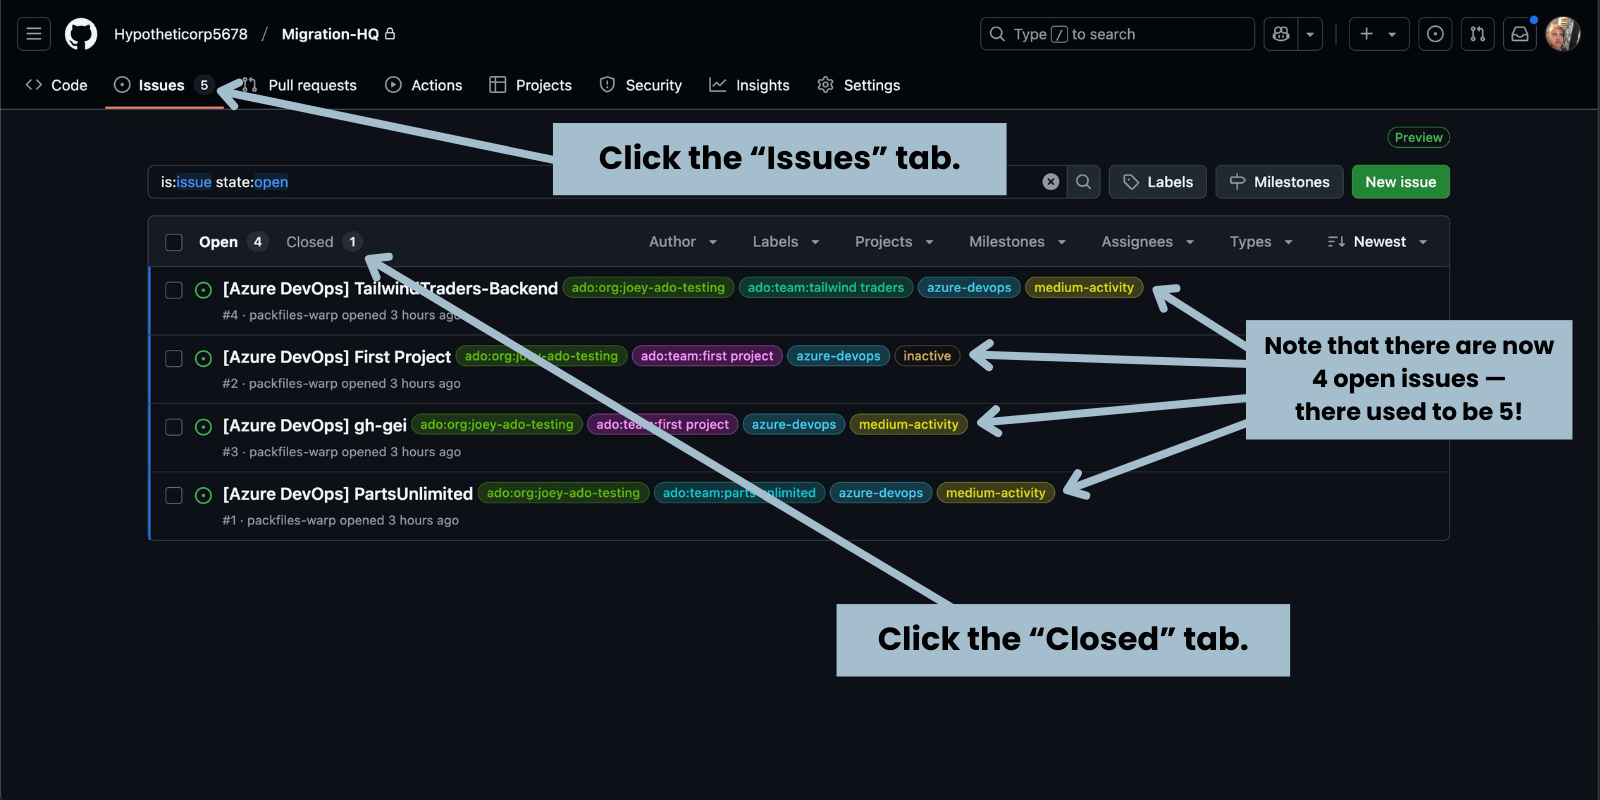 Hypotheticorp5678 / Migration-HQ
Type / to search
Code
Issues 5
Pull requests
Actions
Projects
Security
Insights
Settings
Preview
Click the “Issues” tab.
is:issue state:open
Labels
Milestones
New issue
Open 4 Closed 1
Author
Labels
Projects
Milestones
Assignees
Types
Newest
[Azure DevOps] TailwindTraders-Backend ado:org:joey-ado-testing ado:team:tailwind traders azure-devops medium-activity
#4 · packfiles-warp opened 3 hours ago
[Azure DevOps] First Project ado:org:joey-ado-testing ado:team:first project azure-devops inactive
#2 · packfiles-warp opened 3 hours ago
[Azure DevOps] gh-gei ado:org:joey-ado-testing ado:team:first project azure-devops medium-activity
#3 · packfiles-warp opened 3 hours ago
[Azure DevOps] PartsUnlimited ado:org:joey-ado-testing ado:team:partsunlimited azure-devops medium-activity
#1 · packfiles-warp opened 3 hours ago
Note that there are now
4 open issues —
there used to be 5!
Click the “Closed” tab.